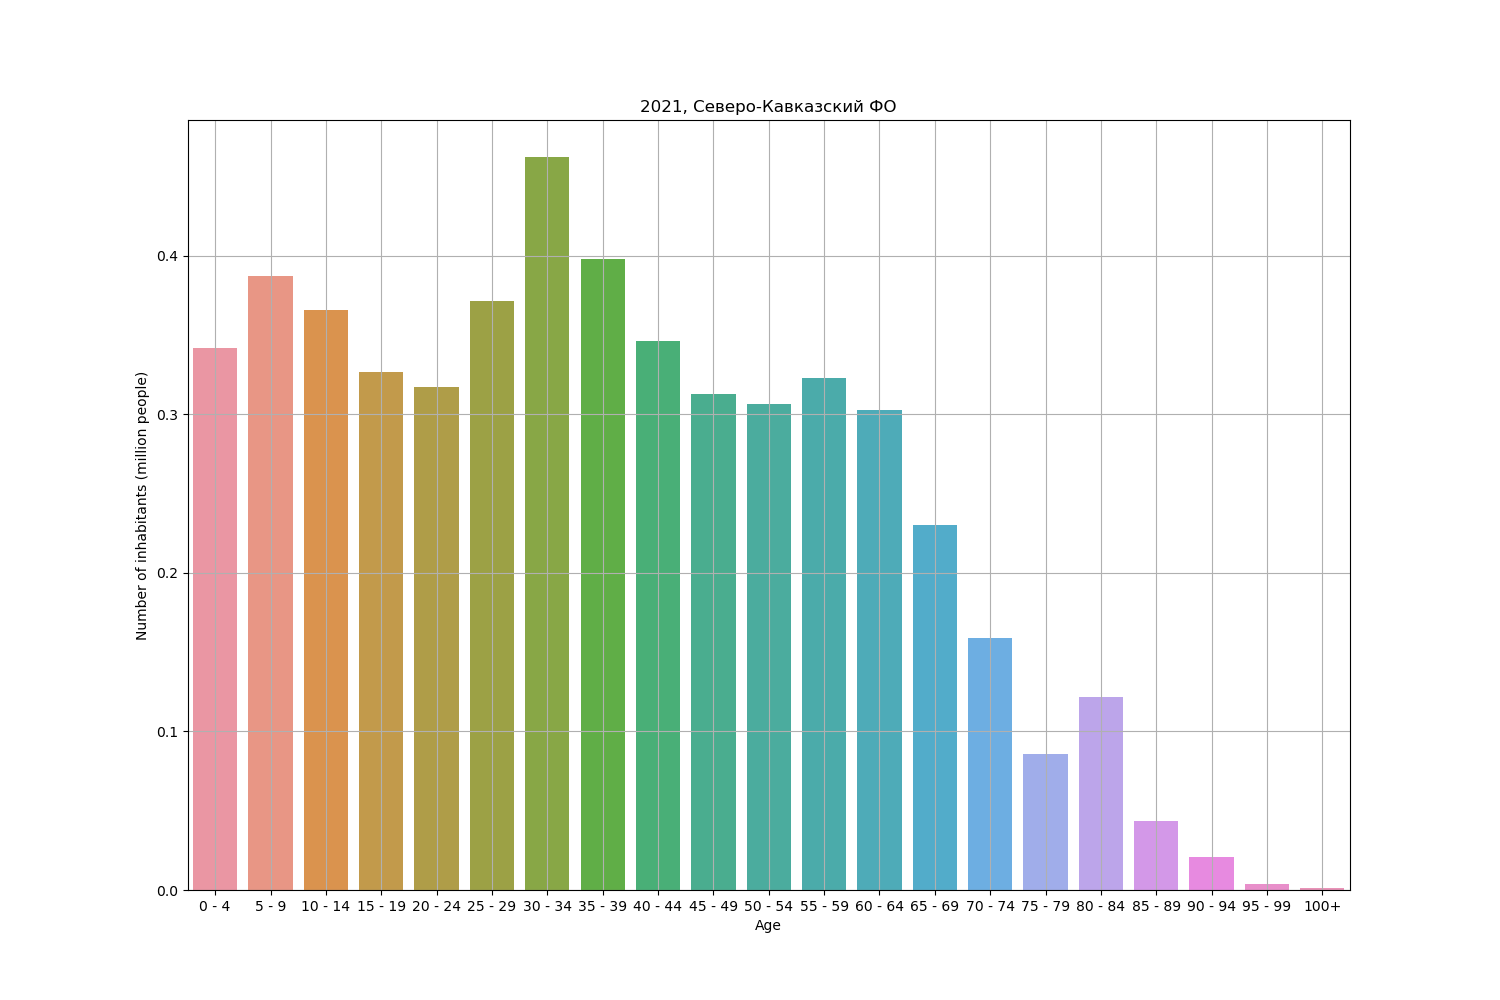 2021, Северо-Кавказский ФО
Number of inhabitants (million people)
0.4
0.3
0.2
0.1
0.0
0 - 4 5 - 9 10 - 14 15 - 19 20 - 24 25 - 29 30 - 34 35 - 39 40 - 44 45 - 49 50 - 54 55 - 59 60 - 64 65 - 69 70 - 74 75 - 79 80 - 84 85 - 89 90 - 94 95 - 99 100+
Age